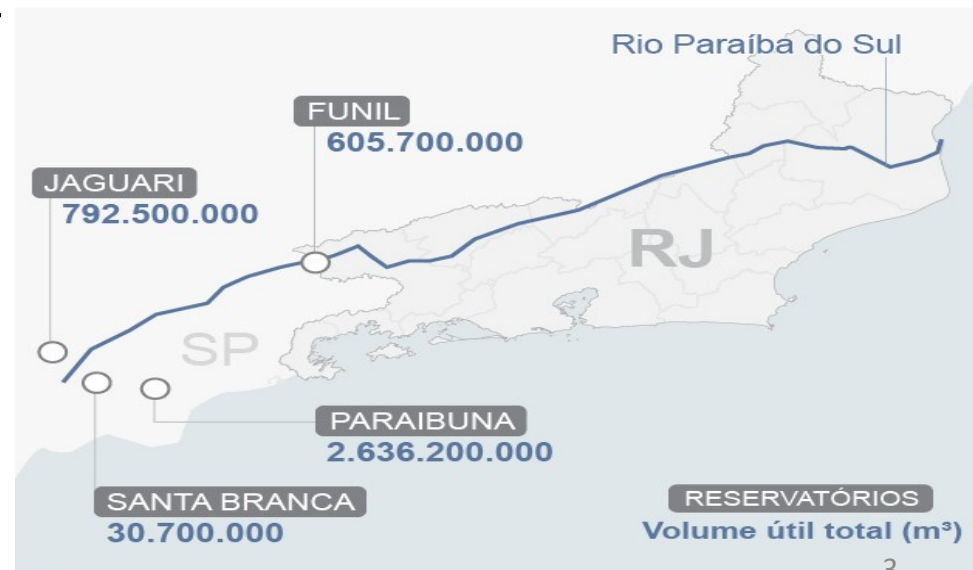 Rio Paraíba do Sul
FUNIL
605.700.000
JAGUARI
792.500.000
RJ
SP
PARAIBUNA
2.636.200.000
SANTA BRANCA
30.700.000
RESERVATÓRIOS
Volume útil total (m³)
3